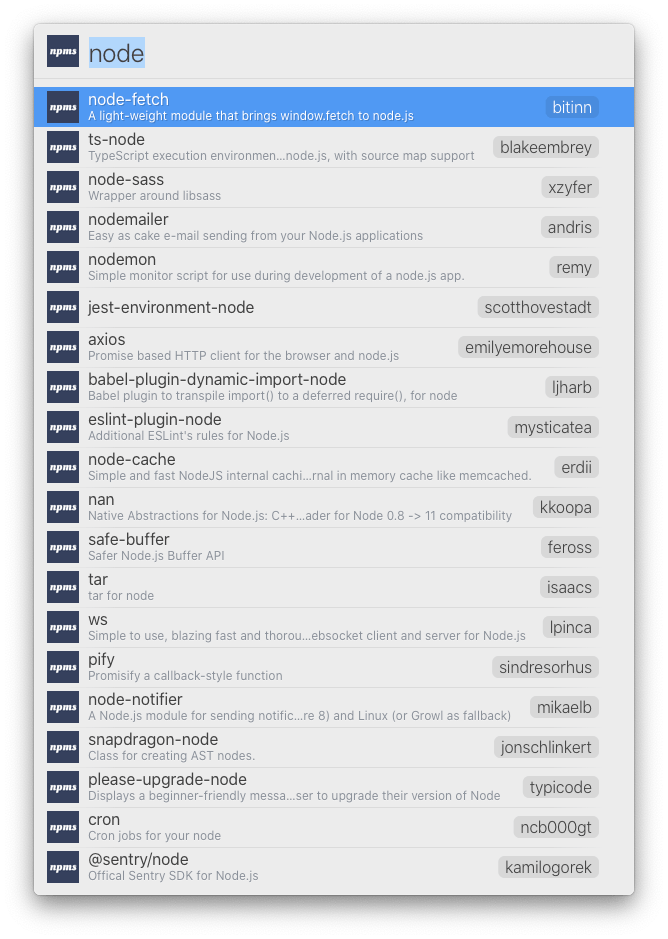 npms node
npms node-fetch
A light-weight module that brings window.fetch to node.js
bitinn
npms ts-node
TypeScript execution environmen...node.js, with source map support
blakeembrey
npms node-sass
Wrapper around libsass
xzyfer
npms nodemailer
Easy as cake e-mail sending from your Node.js applications
andris
npms nodemon
Simple monitor script for use during development of a node.js app.
remy
npms jest-environment-node
scotthovestadt
npms axios
Promise based HTTP client for the browser and node.js
emilyemorehouse
npms babel-plugin-dynamic-import-node
Babel plugin to transpile import() to a deferred require(), for node
ljharb
npms eslint-plugin-node
Additional ESLint's rules for Node.js
mysticatea
npms node-cache
Simple and fast NodeJS internal cachi...rnal in memory cache like memcached.
erdii
npms nan
Native Abstractions for Node.js: C++...ader for Node 0.8 -> 11 compatibility
kkoopa
npms safe-buffer
Safer Node.js Buffer API
feross
npms tar
tar for node
isaacs
npms ws
Simple to use, blazing fast and thorou...ebsocket client and server for Node.js
lpinca
npms pify
Promisify a callback-style function
sindresorhus
npms node-notifier
A Node.js module for sending notific...re 8) and Linux (or Growl as fallback)
mikaelb
npms snapdragon-node
Class for creating AST nodes.
jonschlinkert
npms please-upgrade-node
Displays a beginner-friendly messa...ser to upgrade their version of Node
typicode
npms cron
Cron jobs for your node
ncb000gt
npms @sentry/node
Offical Sentry SDK for Node.js
kamilogorek